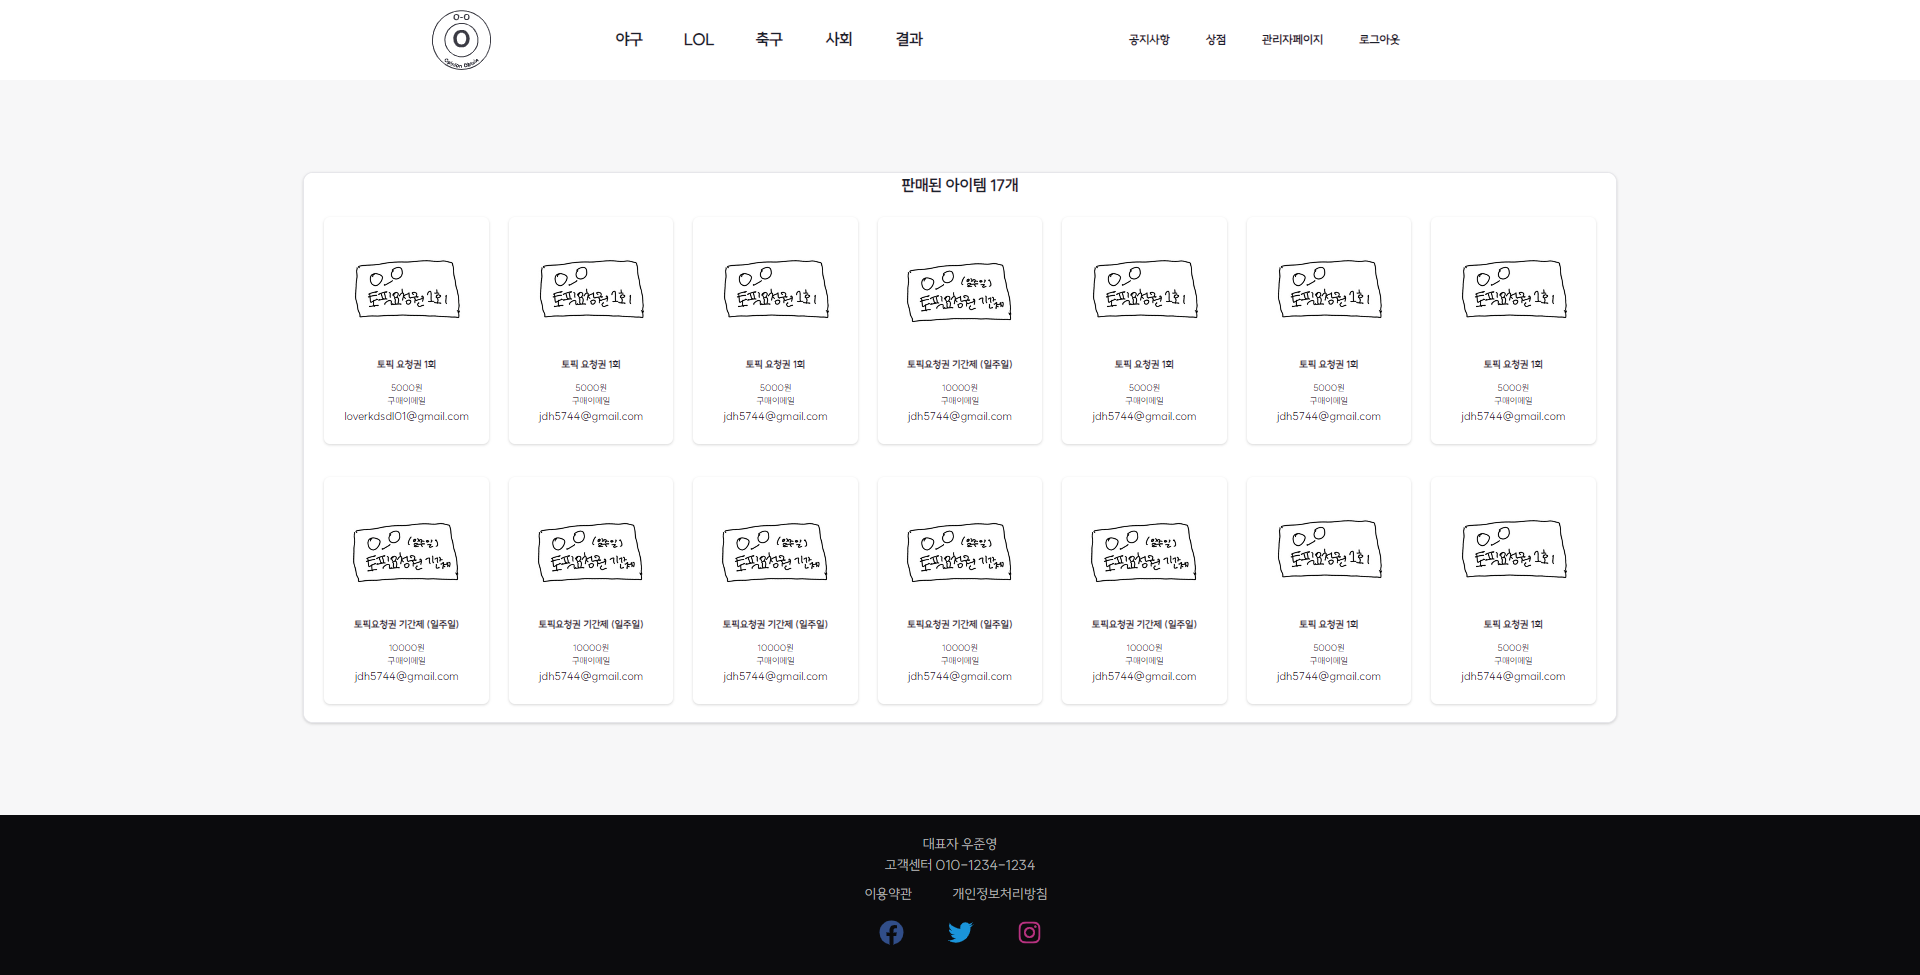 O-O
O
Opinion Debate
야구 LOL 축구 사회 결과
공지사항 상점 관리자페이지 로그아웃
판매된 아이템 17개
토픽요청권 1회
토픽 요청권 1회
5000원
구매이메일
loverkdsdl01@gmail.com
토픽요청권 1회
토픽 요청권 1회
5000원
구매이메일
jdh5744@gmail.com
토픽요청권 1회
토픽 요청권 1회
5000원
구매이메일
jdh5744@gmail.com
(일주일)
토픽요청권 기간제
토픽요청권 기간제 (일주일)
10000원
구매이메일
jdh5744@gmail.com
토픽요청권 1회
토픽 요청권 1회
5000원
구매이메일
jdh5744@gmail.com
토픽요청권 1회
토픽 요청권 1회
5000원
구매이메일
jdh5744@gmail.com
토픽요청권 1회
토픽 요청권 1회
5000원
구매이메일
jdh5744@gmail.com
(일주일)
토픽요청권 기간제
토픽요청권 기간제 (일주일)
10000원
구매이메일
jdh5744@gmail.com
(일주일)
토픽요청권 기간제
토픽요청권 기간제 (일주일)
10000원
구매이메일
jdh5744@gmail.com
(일주일)
토픽요청권 기간제
토픽요청권 기간제 (일주일)
10000원
구매이메일
jdh5744@gmail.com
(일주일)
토픽요청권 기간제
토픽요청권 기간제 (일주일)
10000원
구매이메일
jdh5744@gmail.com
(일주일)
토픽요청권 기간제
토픽요청권 기간제 (일주일)
10000원
구매이메일
jdh5744@gmail.com
토픽요청권 1회
토픽 요청권 1회
5000원
구매이메일
jdh5744@gmail.com
토픽요청권 1회
토픽 요청권 1회
5000원
구매이메일
jdh5744@gmail.com
대표자 우준영
고객센터 010-1234-1234
이용약관 개인정보처리방침